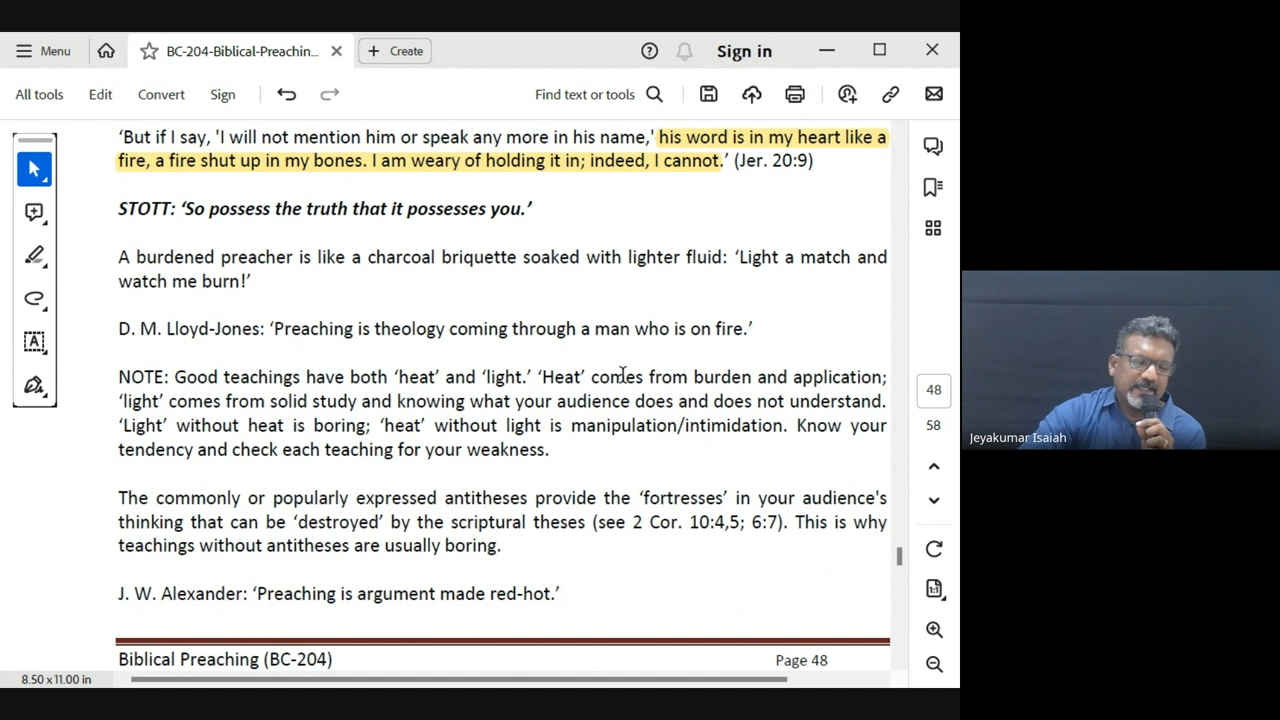 Menu
BC-204-Biblical-Preachin...
Create
Sign in
All tools
Edit
Convert
Sign
Find text or tools
‘But if I say, 'I will not mention him or speak any more in his name,' his word is in my heart like a
fire, a fire shut up in my bones. I am weary of holding it in; indeed, I cannot.’ (Jer. 20:9)
STOTT: ‘So possess the truth that it possesses you.’
A burdened preacher is like a charcoal briquette soaked with lighter fluid: ‘Light a match and
watch me burn!’
D. M. Lloyd-Jones: ‘Preaching is theology coming through a man who is on fire.’
NOTE: Good teachings have both ‘heat’ and ‘light.’ ‘Heat’ comes from burden and application;
‘light’ comes from solid study and knowing what your audience does and does not understand.
‘Light’ without heat is boring; ‘heat’ without light is manipulation/intimidation. Know your
tendency and check each teaching for your weakness.
The commonly or popularly expressed antitheses provide the ‘fortresses’ in your audience's
thinking that can be ‘destroyed’ by the scriptural theses (see 2 Cor. 10:4,5; 6:7). This is why
teachings without antitheses are usually boring.
J. W. Alexander: ‘Preaching is argument made red-hot.’
Biblical Preaching (BC-204)
Page 48
8.50 x 11.00 in
48
58
1:1
Jeyakumar Isaiah